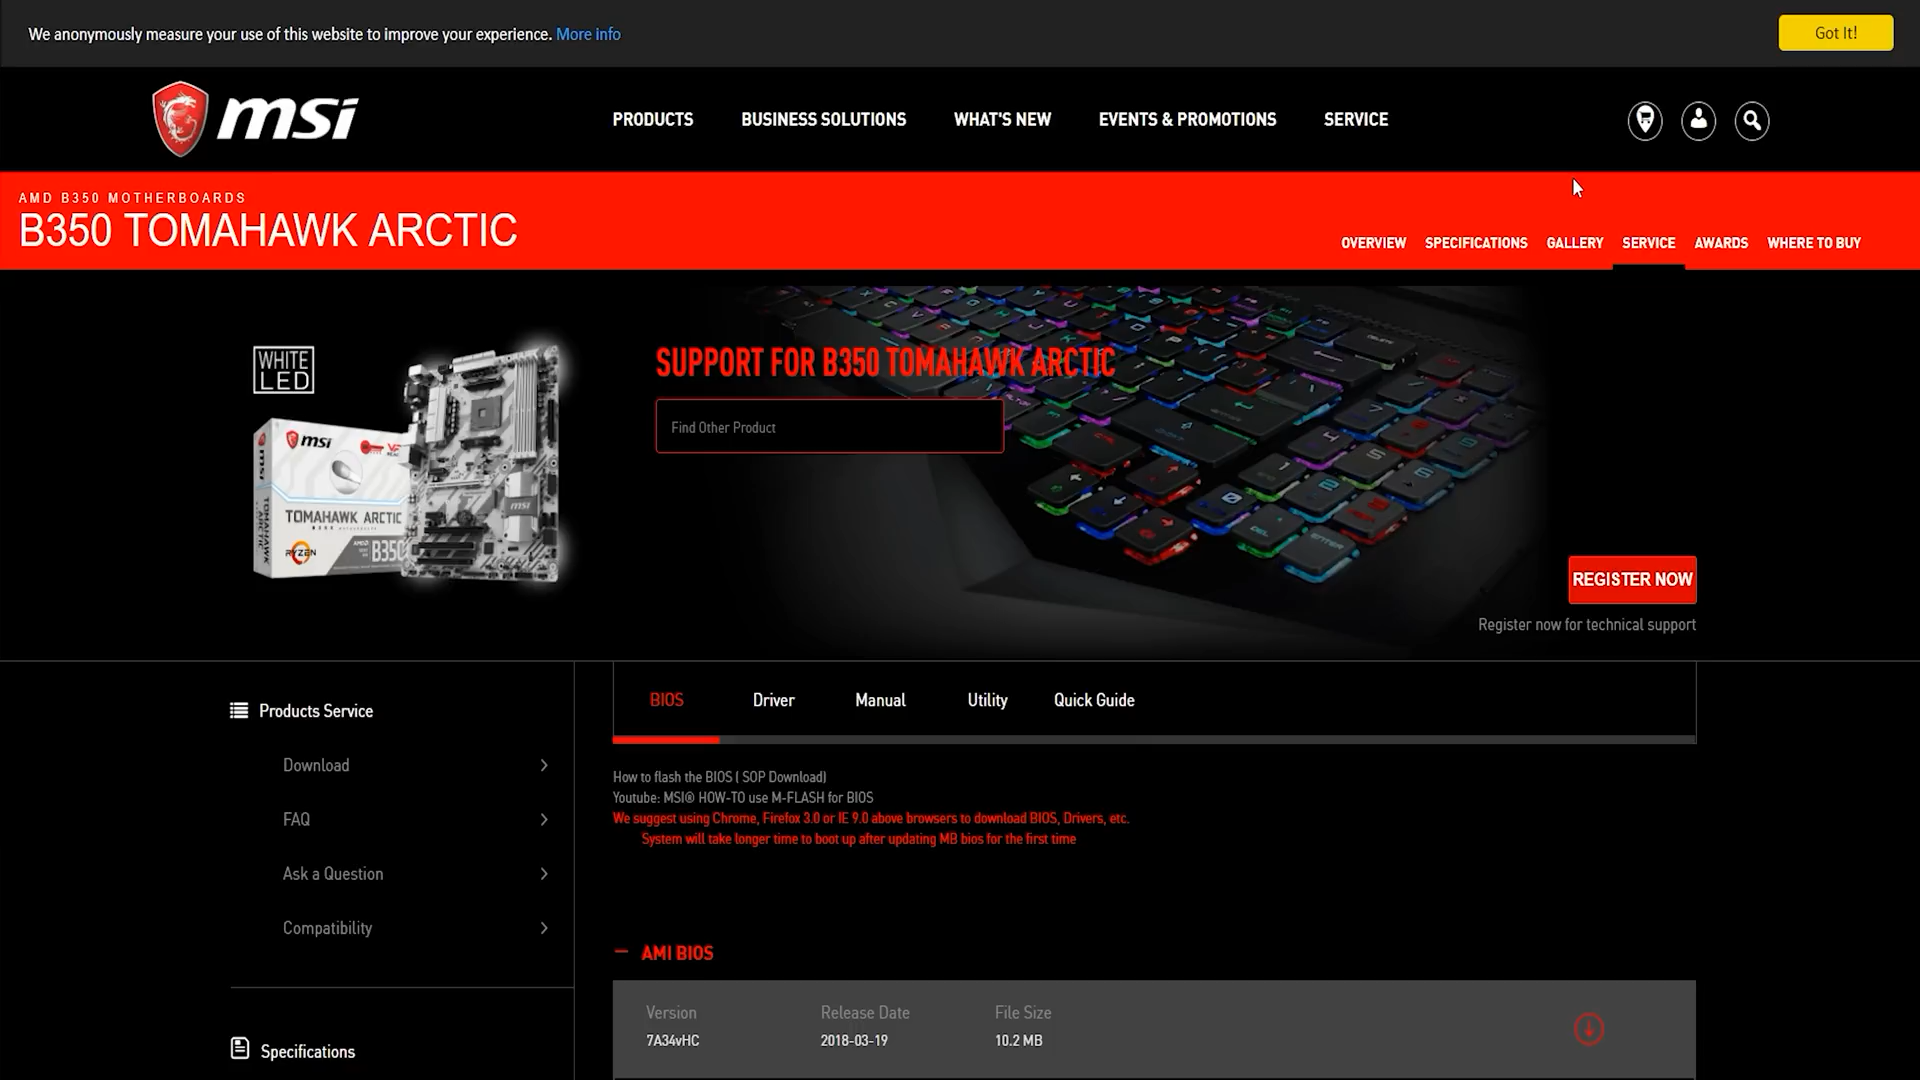 We anonymously measure your use of this website to improve your experience. More info
Got It!
msi
PRODUCTS
BUSINESS SOLUTIONS
WHAT'S NEW
EVENTS & PROMOTIONS
SERVICE
AMD B350 MOTHERBOARDS
B350 TOMAHAWK ARCTIC
OVERVIEW
SPECIFICATIONS
GALLERY
SERVICE
AWARDS
WHERE TO BUY
WHITE
LED
msi
TOMAHAWK ARCTIC
RYZEN
B350
msi
SUPPORT FOR B350 TOMAHAWK ARCTIC
Find Other Product
REGISTER NOW
Register now for technical support
Products Service
Download
FAQ
Ask a Question
Compatibility
Specifications
BIOS
Driver
Manual
Utility
Quick Guide
How to flash the BIOS ( SOP Download)
Youtube: MSI® HOW-TO use M-FLASH for BIOS
We suggest using Chrome, Firefox 3.0 or IE 9.0 above browsers to download BIOS, Drivers, etc.
System will take longer time to boot up after updating MB bios for the first time
AMI BIOS
Version
Release Date
File Size
7A34vHC
2018-03-19
10.2 MB